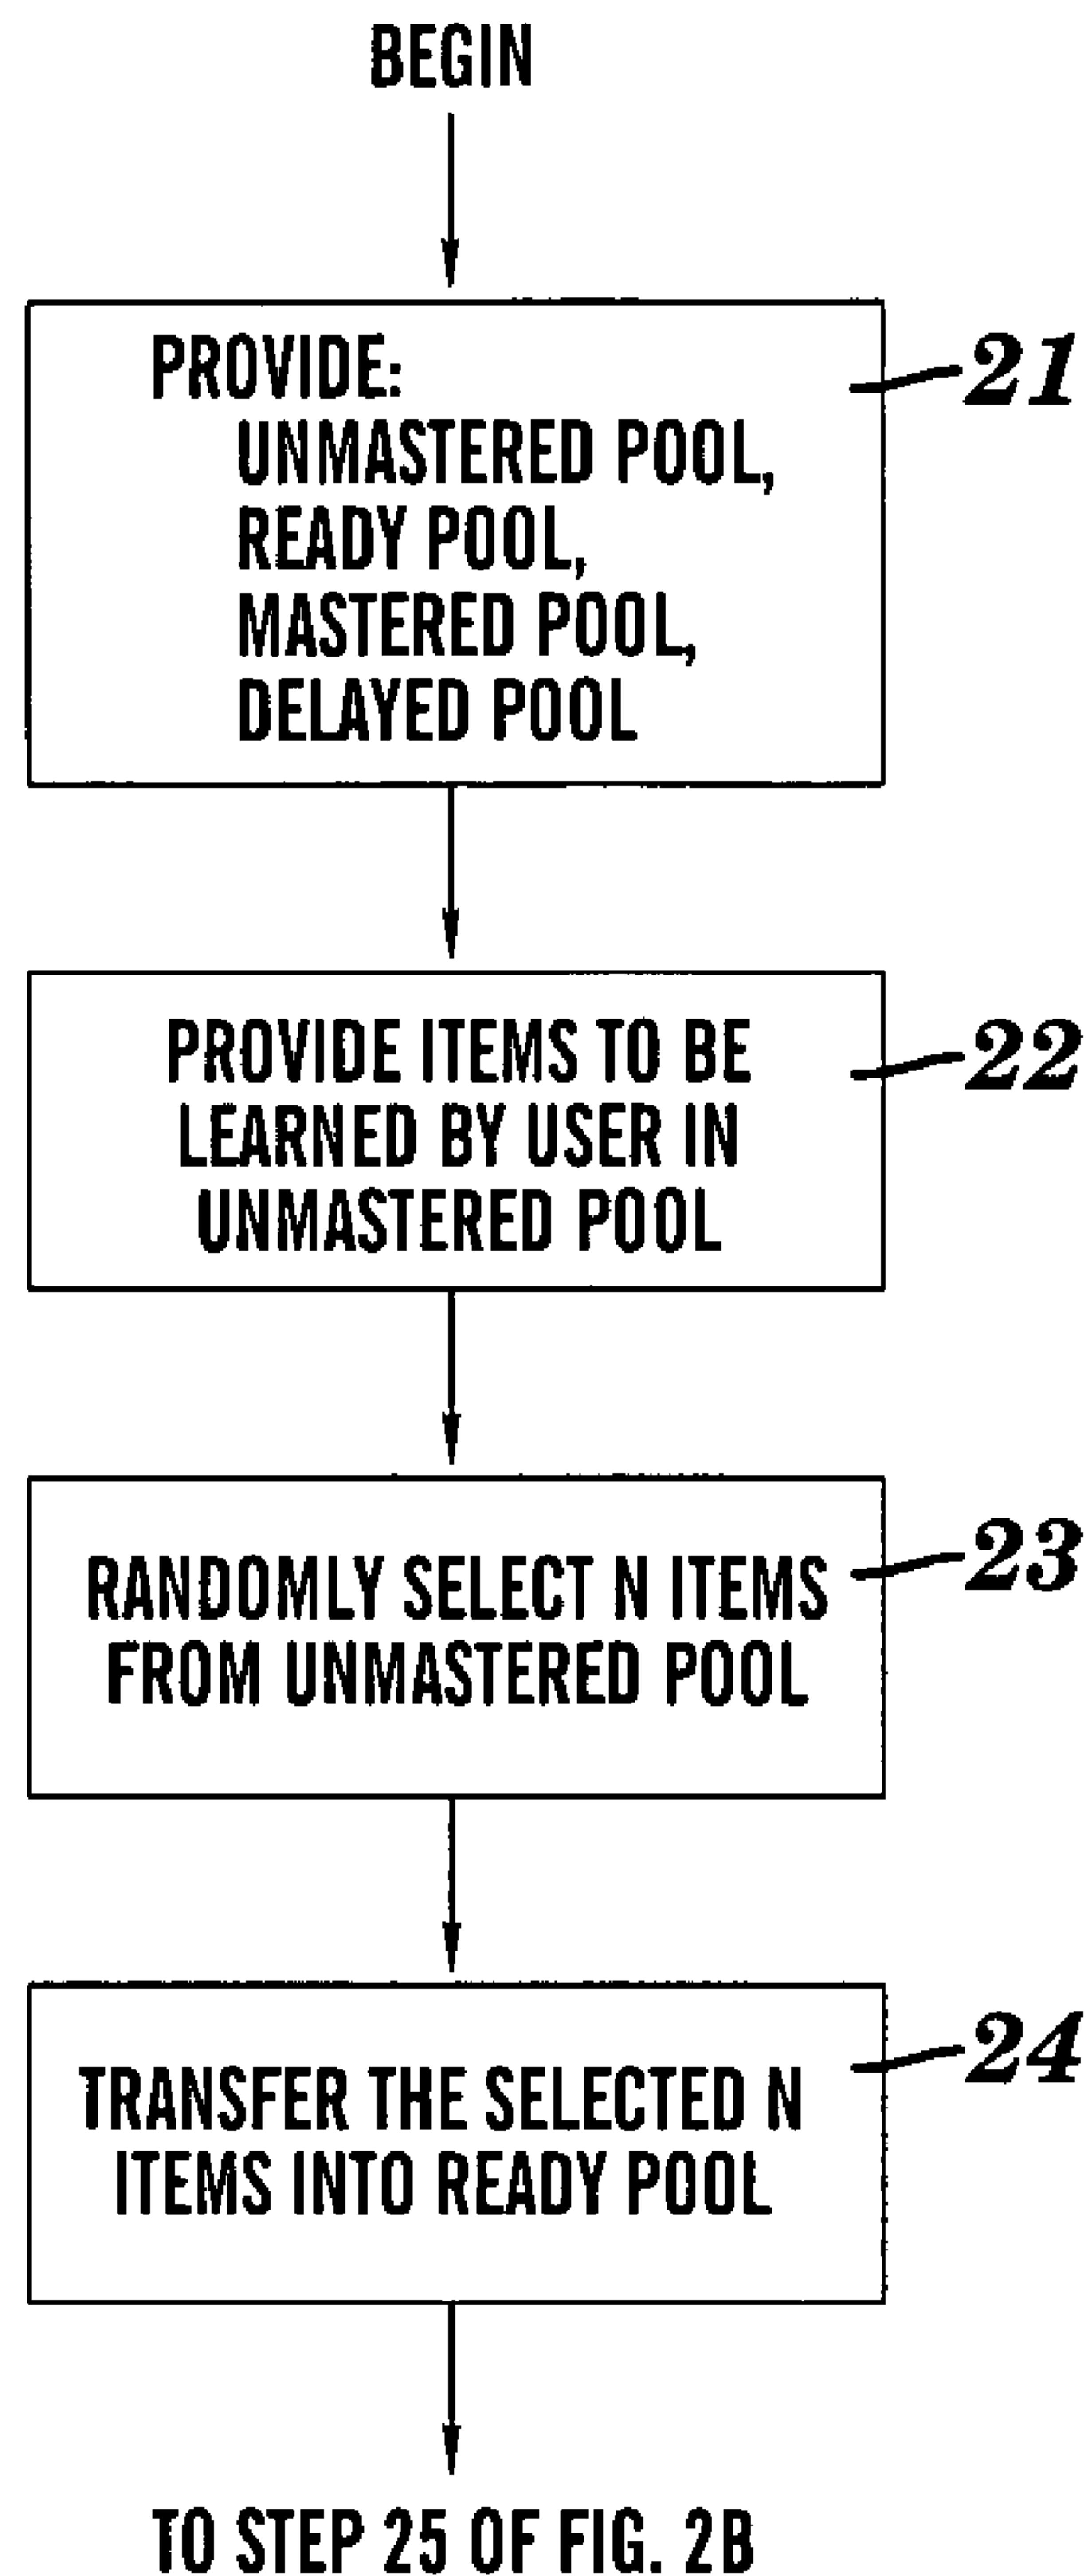 BEGIN
PROVIDE:
UNMASTERED POOL,
READY POOL,
MASTERED POOL,
DELAYED POOL
21
PROVIDE ITEMS TO BE
LEARNED BY USER IN
UNMASTERED POOL
22
RANDOMLY SELECT N ITEMS
FROM UNMASTERED POOL
23
TRANSFER THE SELECTED N
ITEMS INTO READY POOL
24
TO STEP 25 OF FIG. 2B